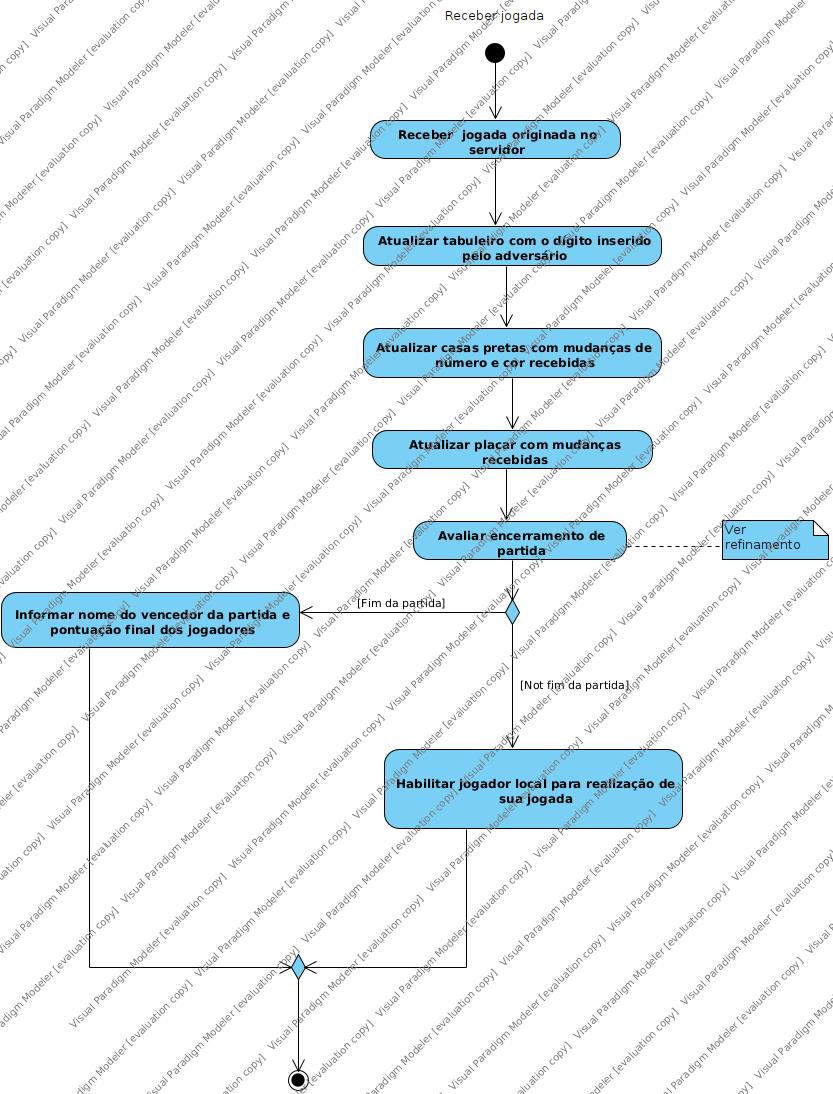 Receber jogada
Receber jogada originada no
servidor
Atualizar tabuleiro com o dígito inserido
pelo adversário
Atualizar casas pretas com mudanças de
número e cor recebidas
Atualizar placar com mudanças
recebidas
Avaliar encerramento de
partida
Ver
refinamento
[Fim da partida]
Informar nome do vencedor da partida e
pontuação final dos jogadores
[Not fim da partida]
Habilitar jogador local para realização de
sua jogada
Visual Paradigm Modeler [evaluation copy]